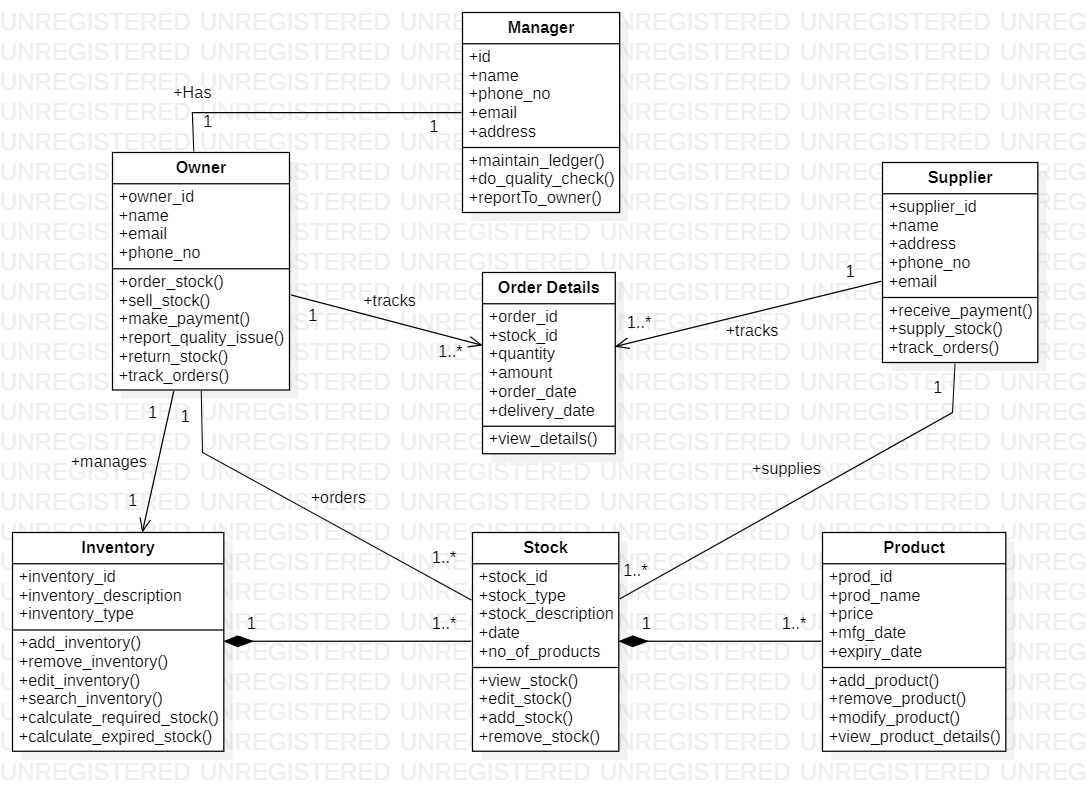 Manager
+id
+name
+phone_no
+email
+address
+maintain_ledger()
+do_quality_check()
+reportTo_owner()
+Has
1
1
Owner
+owner_id
+name
+email
+phone_no
+order_stock()
+sell_stock()
+make_payment()
+report_quality_issue()
+return_stock()
+track_orders()
Supplier
+supplier_id
+name
+address
+phone_no
+email
+receive_payment()
+supply_stock()
+track_orders()
+tracks
1
1..*
Order Details
+order_id
+stock_id
+quantity
+amount
+order_date
+delivery_date
+view_details()
1
1..*
+tracks
1
+manages
1
1
+orders
1..*
1
+supplies
1..*
Inventory
+inventory_id
+inventory_description
+inventory_type
+add_inventory()
+remove_inventory()
+edit_inventory()
+search_inventory()
+calculate_required_stock()
+calculate_expired_stock()
1
1..*
Stock
+stock_id
+stock_type
+stock_description
+date
+no_of_products
+view_stock()
+edit_stock()
+add_stock()
+remove_stock()
1
1..*
Product
+prod_id
+prod_name
+price
+mfg_date
+expiry_date
+add_product()
+remove_product()
+modify_product()
+view_product_details()
UNREGISTERED UNREGISTERED UNREGISTERED UNREGISTERED UNREGISTERED UNREG